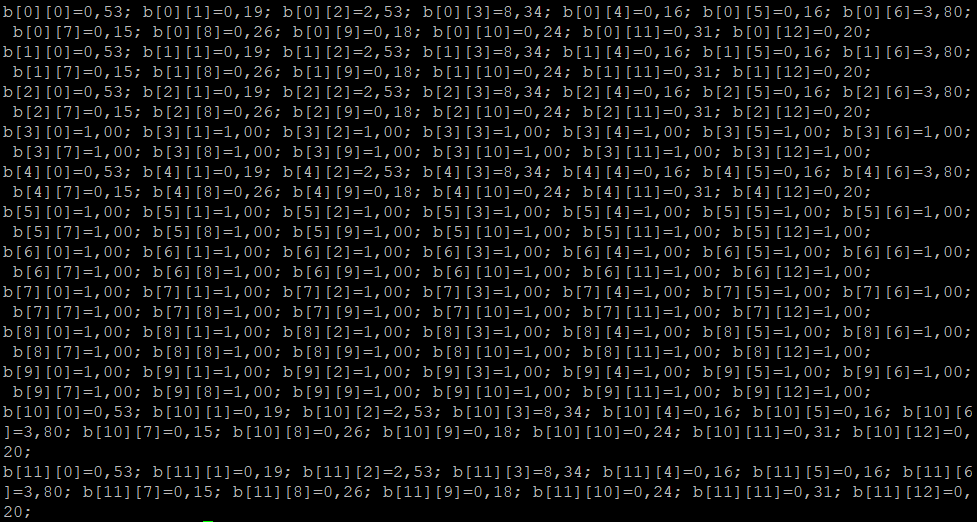 b[0][0]=0,53; b[0][1]=0,19; b[0][2]=2,53; b[0][3]=8,34; b[0][4]=0,16; b[0][5]=0,16; b[0][6]=3,80;
b[0][7]=0,15; b[0][8]=0,26; b[0][9]=0,18; b[0][10]=0,24; b[0][11]=0,31; b[0][12]=0,20;
b[1][0]=0,53; b[1][1]=0,19; b[1][2]=2,53; b[1][3]=8,34; b[1][4]=0,16; b[1][5]=0,16; b[1][6]=3,80;
b[1][7]=0,15; b[1][8]=0,26; b[1][9]=0,18; b[1][10]=0,24; b[1][11]=0,31; b[1][12]=0,20;
b[2][0]=0,53; b[2][1]=0,19; b[2][2]=2,53; b[2][3]=8,34; b[2][4]=0,16; b[2][5]=0,16; b[2][6]=3,80;
b[2][7]=0,15; b[2][8]=0,26; b[2][9]=0,18; b[2][10]=0,24; b[2][11]=0,31; b[2][12]=0,20;
b[3][0]=1,00; b[3][1]=1,00; b[3][2]=1,00; b[3][3]=1,00; b[3][4]=1,00; b[3][5]=1,00; b[3][6]=1,00;
b[3][7]=1,00; b[3][8]=1,00; b[3][9]=1,00; b[3][10]=1,00; b[3][11]=1,00; b[3][12]=1,00;
b[4][0]=0,53; b[4][1]=0,19; b[4][2]=2,53; b[4][3]=8,34; b[4][4]=0,16; b[4][5]=0,16; b[4][6]=3,80;
b[4][7]=0,15; b[4][8]=0,26; b[4][9]=0,18; b[4][10]=0,24; b[4][11]=0,31; b[4][12]=0,20;
b[5][0]=1,00; b[5][1]=1,00; b[5][2]=1,00; b[5][3]=1,00; b[5][4]=1,00; b[5][5]=1,00; b[5][6]=1,00;
b[5][7]=1,00; b[5][8]=1,00; b[5][9]=1,00; b[5][10]=1,00; b[5][11]=1,00; b[5][12]=1,00;
b[6][0]=1,00; b[6][1]=1,00; b[6][2]=1,00; b[6][3]=1,00; b[6][4]=1,00; b[6][5]=1,00; b[6][6]=1,00;
b[6][7]=1,00; b[6][8]=1,00; b[6][9]=1,00; b[6][10]=1,00; b[6][11]=1,00; b[6][12]=1,00;
b[7][0]=1,00; b[7][1]=1,00; b[7][2]=1,00; b[7][3]=1,00; b[7][4]=1,00; b[7][5]=1,00; b[7][6]=1,00;
b[7][7]=1,00; b[7][8]=1,00; b[7][9]=1,00; b[7][10]=1,00; b[7][11]=1,00; b[7][12]=1,00;
b[8][0]=1,00; b[8][1]=1,00; b[8][2]=1,00; b[8][3]=1,00; b[8][4]=1,00; b[8][5]=1,00; b[8][6]=1,00;
b[8][7]=1,00; b[8][8]=1,00; b[8][9]=1,00; b[8][10]=1,00; b[8][11]=1,00; b[8][12]=1,00;
b[9][0]=1,00; b[9][1]=1,00; b[9][2]=1,00; b[9][3]=1,00; b[9][4]=1,00; b[9][5]=1,00; b[9][6]=1,00;
b[9][7]=1,00; b[9][8]=1,00; b[9][9]=1,00; b[9][10]=1,00; b[9][11]=1,00; b[9][12]=1,00;
b[10][0]=0,53; b[10][1]=0,19; b[10][2]=2,53; b[10][3]=8,34; b[10][4]=0,16; b[10][5]=0,16; b[10][6
]=3,80; b[10][7]=0,15; b[10][8]=0,26; b[10][9]=0,18; b[10][10]=0,24; b[10][11]=0,31; b[10][12]=0,
20;
b[11][0]=0,53; b[11][1]=0,19; b[11][2]=2,53; b[11][3]=8,34; b[11][4]=0,16; b[11][5]=0,16; b[11][6
]=3,80; b[11][7]=0,15; b[11][8]=0,26; b[11][9]=0,18; b[11][10]=0,24; b[11][11]=0,31; b[11][12]=0,
20;